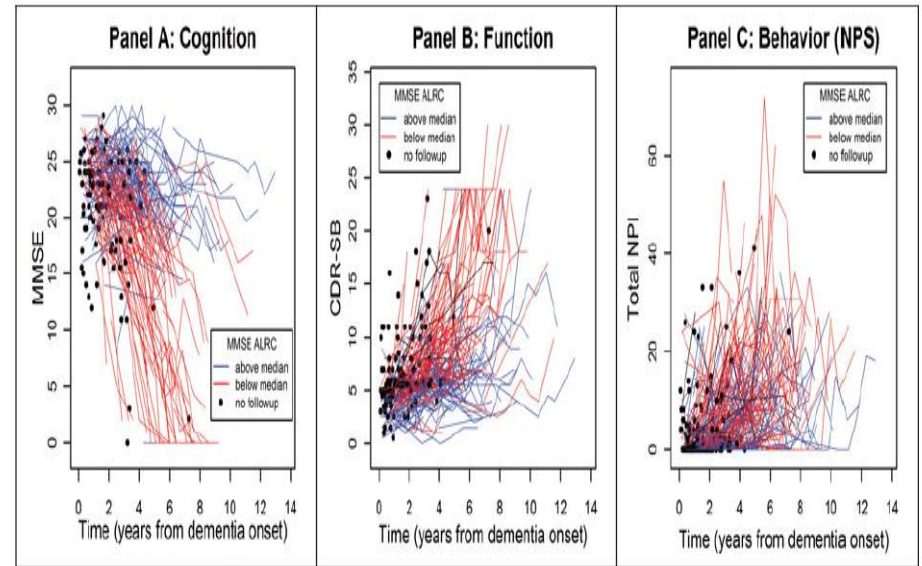 Panel A: Cognition
MMSE
30
25
20
15
10
5
0
MMSE ALRC
above median
below median
no followup
0 2 4 6 8 10 12 14
Time (years from dementia onset)
Panel B: Function
CDR-SB
35
30
25
20
15
10
5
0
MMSE ALRC
above median
below median
no followup
0 2 4 6 8 10 12 14
Time (years from dementia onset)
Panel C: Behavior (NPS)
Total NPI
60
40
20
0
MMSE ALRC
above median
below median
no followup
0 2 4 6 8 10 12 14
Time (years from dementia onset)